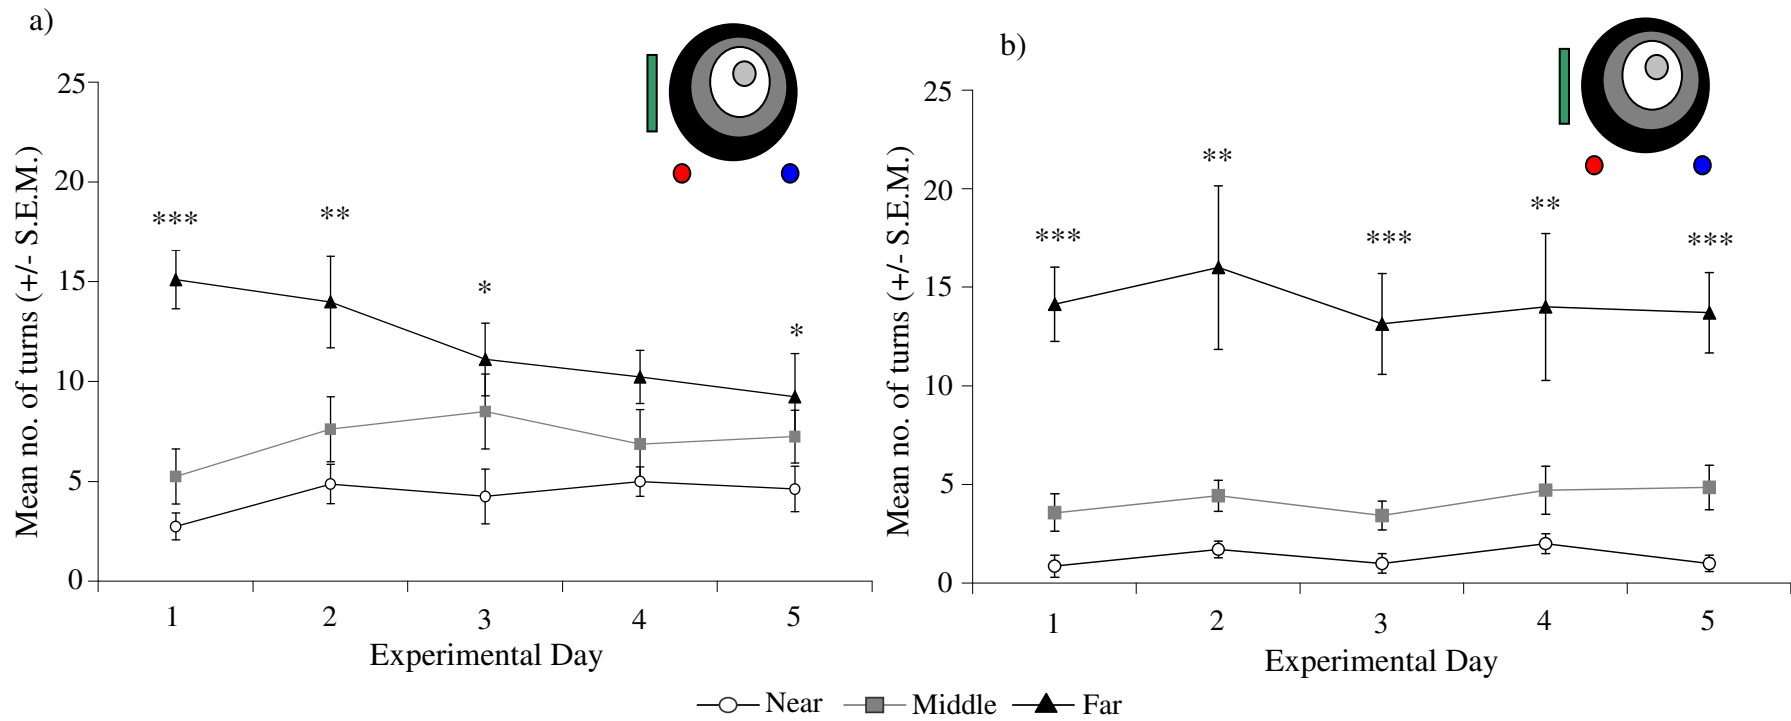 a)
Mean no. of turns (+/- S.E.M.)
25
20
15
10
5
0
***
**
*
*
1 2 3 4 5
Experimental Day
b)
Mean no. of turns (+/- S.E.M.)
25
20
15
10
5
0
***
**
***
**
***
1 2 3 4 5
Experimental Day
Near Middle Far